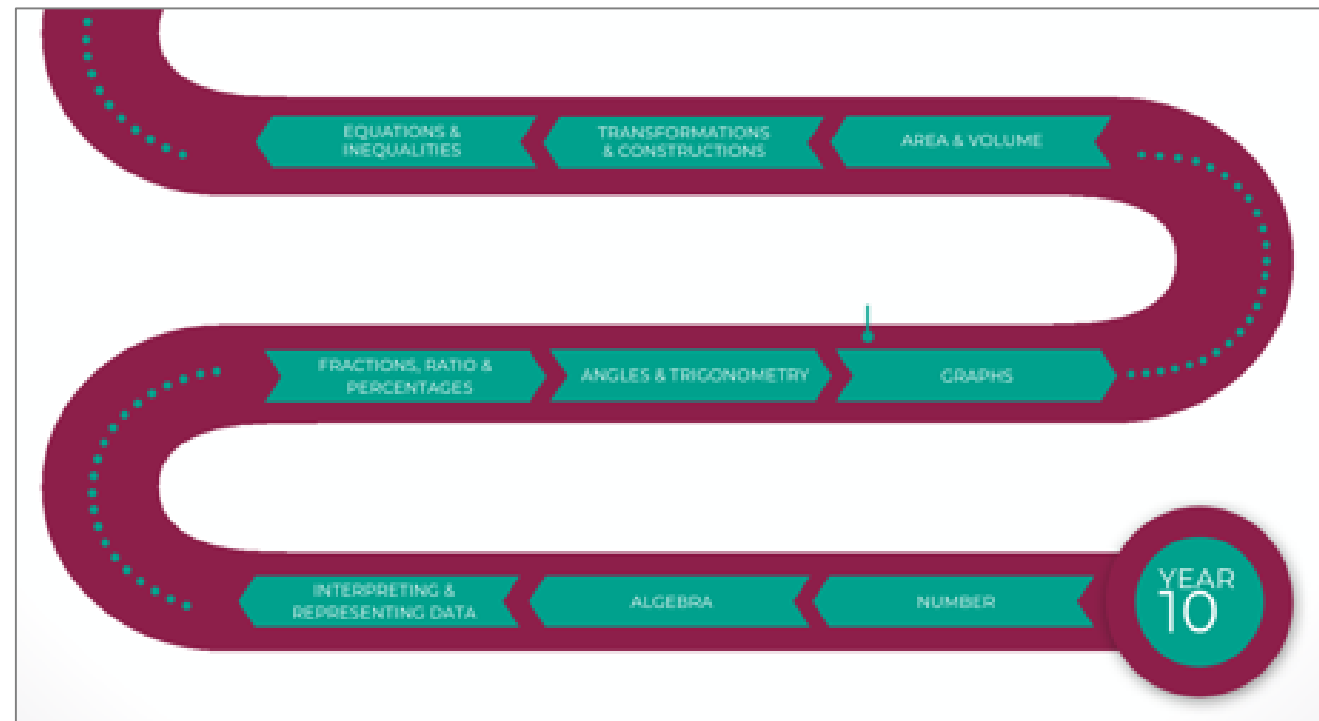 EQUATIONS &
INEQUALITIES
TRANSFORMATIONS
& CONSTRUCTIONS
AREA & VOLUME
FRACTIONS, RATIO &
PERCENTAGES
ANGLES & TRIGONOMETRY
GRAPHS
INTERPRETING &
REPRESENTING DATA
ALGEBRA
NUMBER
YEAR
10